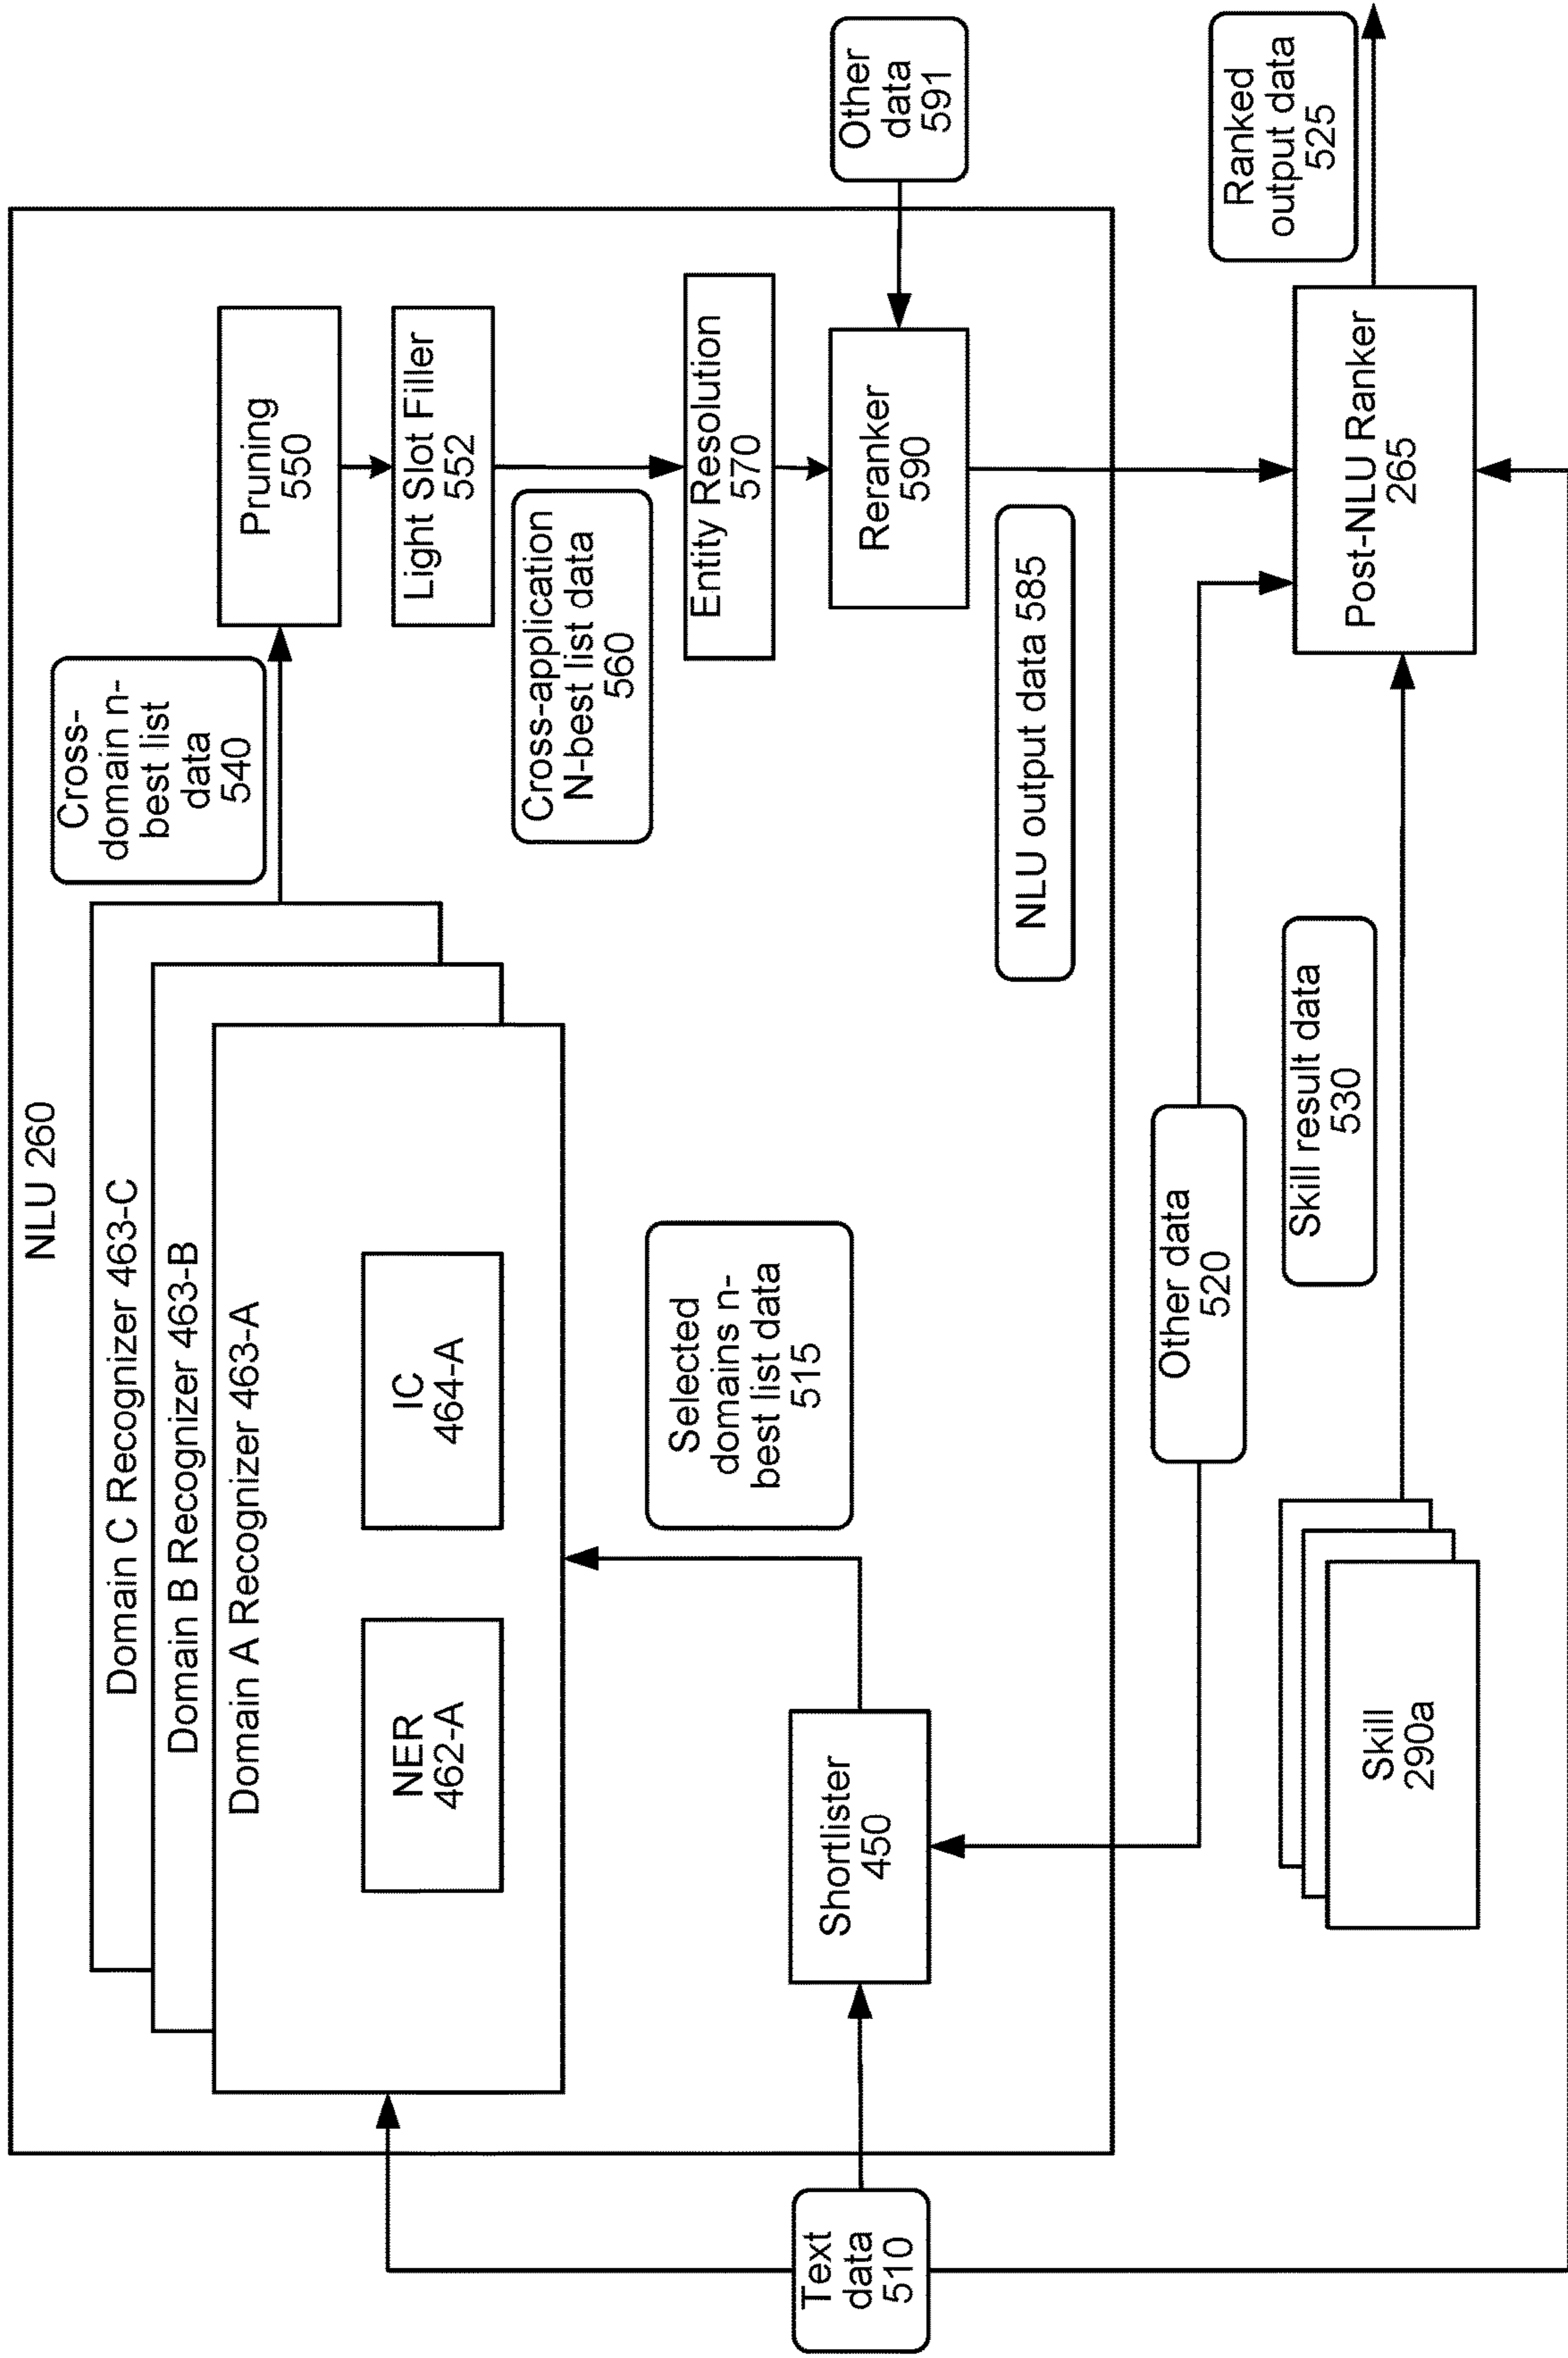 NLU 260
Domain C Recognizer 463-C
Domain B Recognizer 463-B
Domain A Recognizer 463-A
NER
462-A
IC
464-A
Cross-
domain n-
best list
data
540
Pruning
550
Light Slot Filler
552
Cross-application
N-best list data
560
Entity Resolution
570
Reranker
590
Other
data
591
NLU output data 585
Selected
domains n-
best list data
515
Shortlister
450
Text
data
510
Other data
520
Skill result data
530
Skill
290a
Post-NLU Ranker
265
Ranked
output data
525